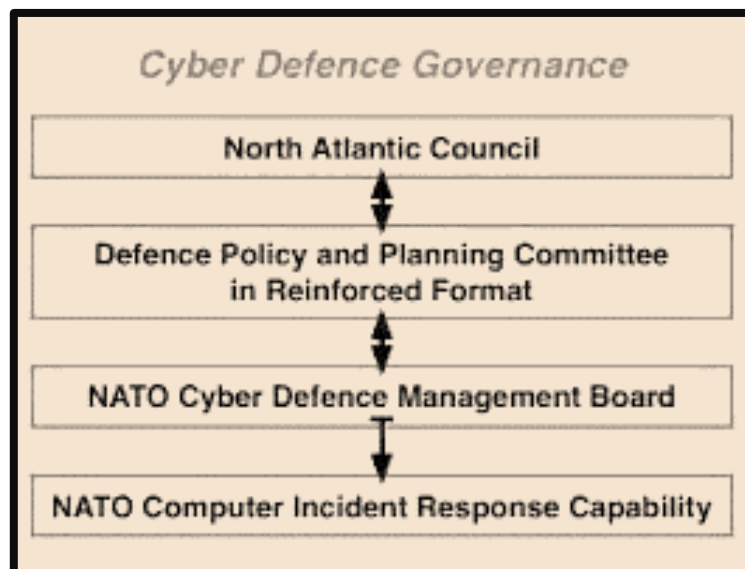 Cyber Defence Governance
North Atlantic Council
Defence Policy and Planning Committee
in Reinforced Format
NATO Cyber Defence Management Board
NATO Computer Incident Response Capability